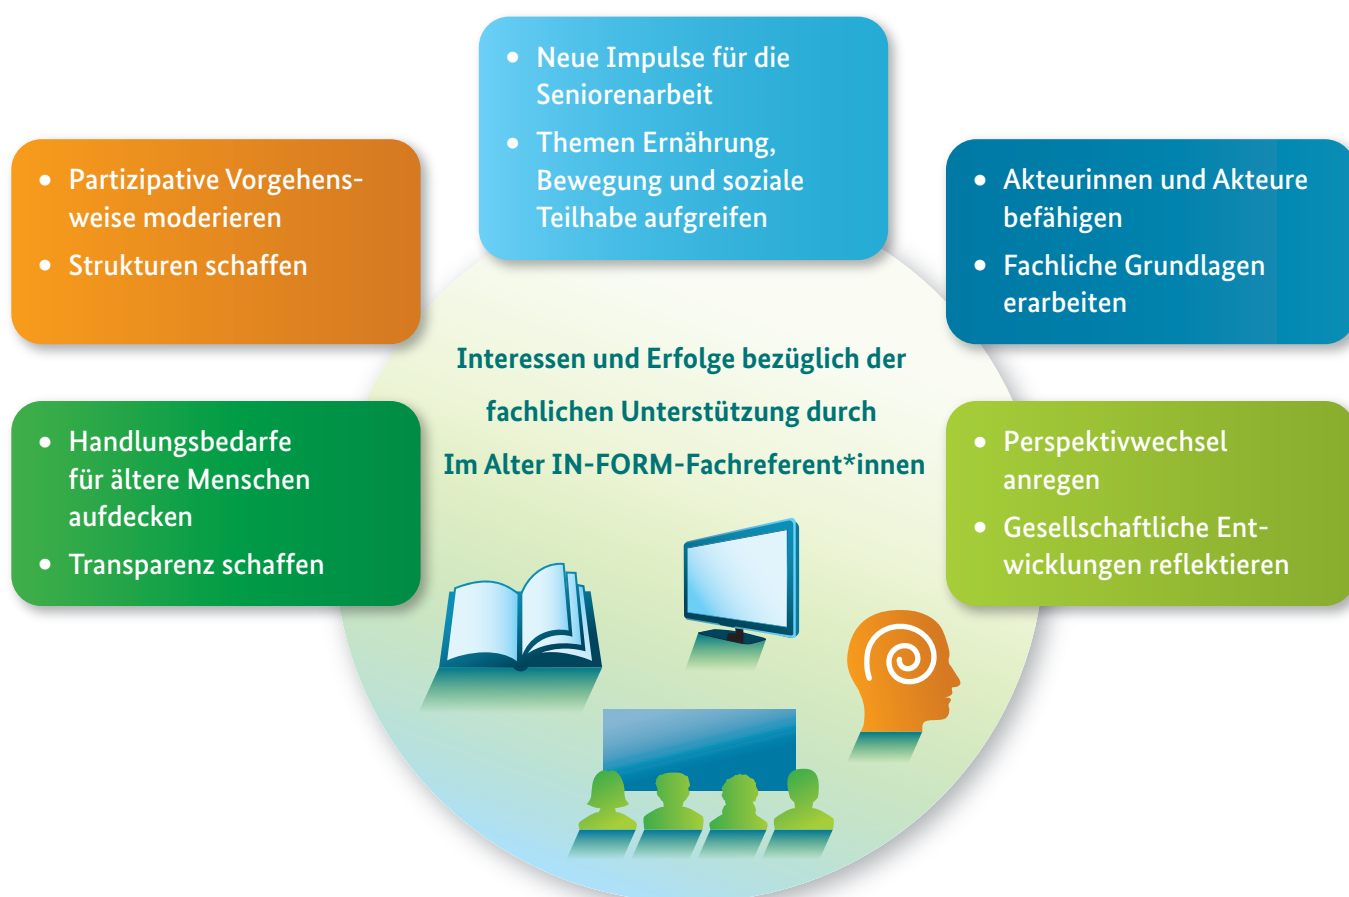 • Neue Impulse für die
Seniorenarbeit
• Themen Ernährung,
Bewegung und soziale
Teilhabe aufgreifen
• Partizipative Vorgehens-
weise moderieren
• Strukturen schaffen
• Akteurinnen und Akteure
befähigen
• Fachliche Grundlagen
erarbeiten
Interessen und Erfolge bezüglich der
fachlichen Unterstützung durch
Im Alter IN-FORM-Fachreferent*innen
• Handlungsbedarfe
für ältere Menschen
aufdecken
• Transparenz schaffen
• Perspektivwechsel
anregen
• Gesellschaftliche Ent-
wicklungen reflektieren